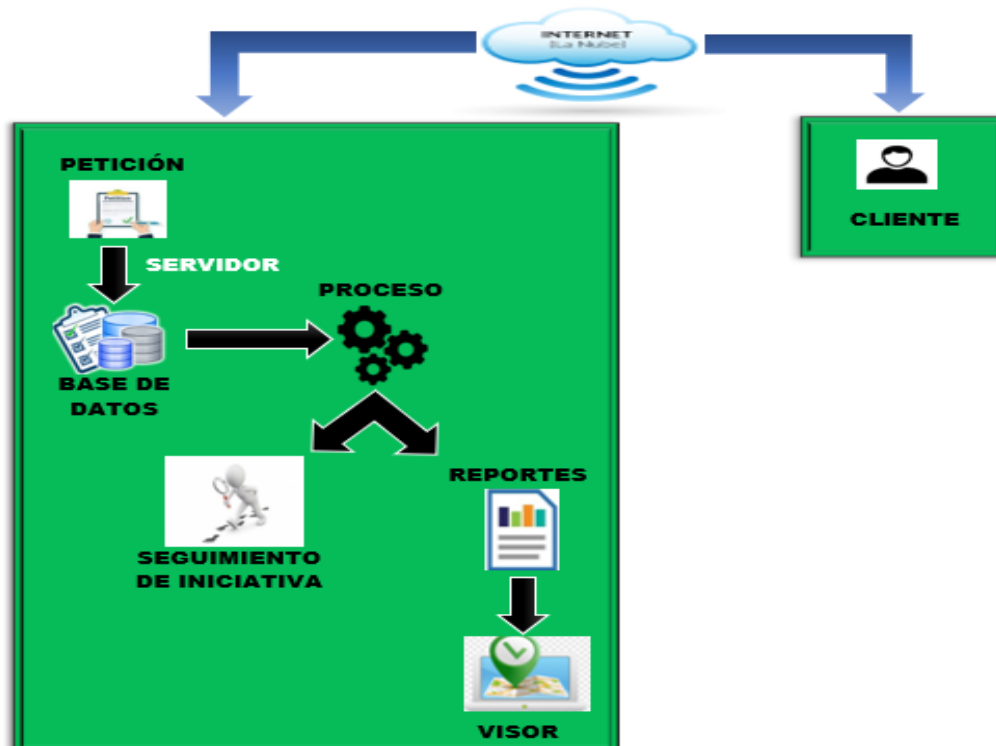 INTERNET
[La Nube]
PETICIÓN
SERVIDOR
PROCESO
BASE DE
DATOS
SEGUIMIENTO
DE INICIATIVA
REPORTES
VISOR
CLIENTE